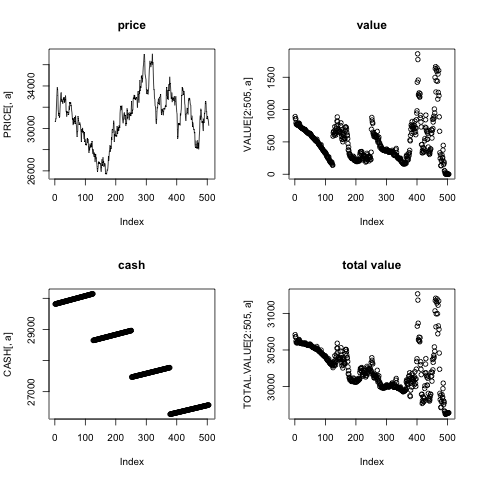 price
PRICE[, a]
26000 30000 34000
0 100 200 300 400 500
Index
value
VALUE[2:505, a]
0 500 1000 1500
0 100 200 300 400 500
Index
cash
CASH[, a]
27000 29000
0 100 200 300 400 500
Index
total value
TOTAL.VALUE[2:505, a]
30000 30500 31000
0 100 200 300 400 500
Index